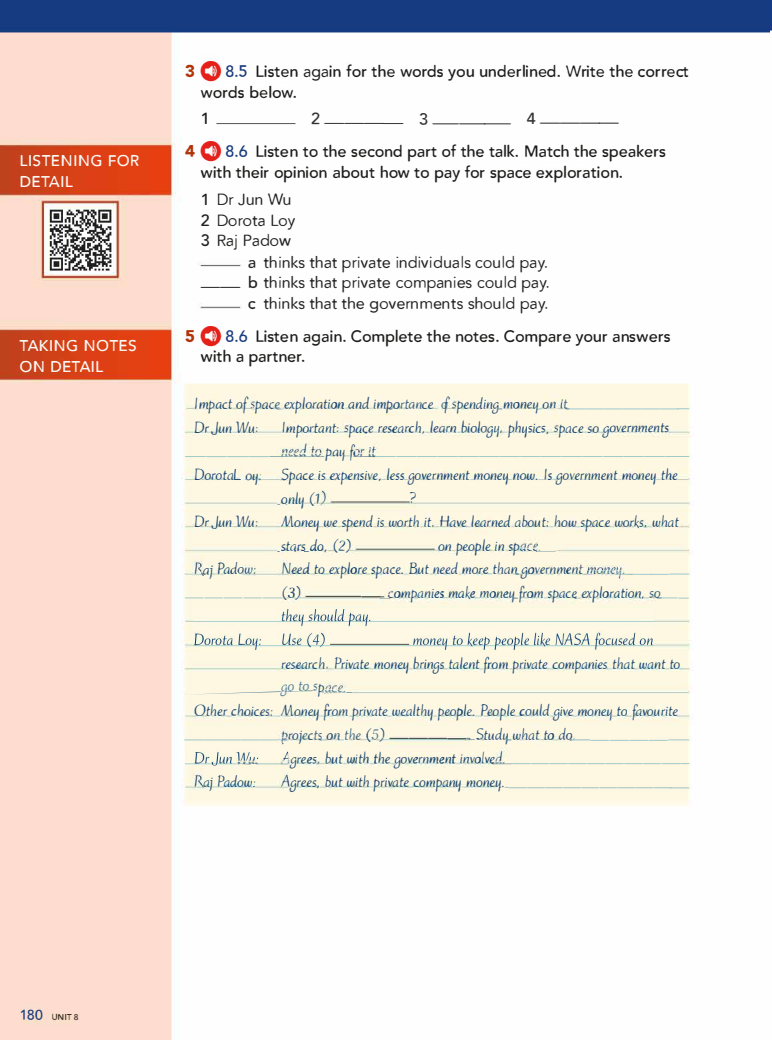 3 8.5 Listen again for the words you underlined. Write the correct
words below.
1 __________ 2 __________ 3 __________ 4 __________
LISTENING FOR
DETAIL
4 8.6 Listen to the second part of the talk. Match the speakers
with their opinion about how to pay for space exploration.
1 Dr Jun Wu
2 Dorota Loy
3 Raj Padow
_____ a thinks that private individuals could pay.
_____ b thinks that private companies could pay.
_____ c thinks that the governments should pay.
TAKING NOTES
ON DETAIL
5 8.6 Listen again. Complete the notes. Compare your answers
with a partner.
Impact of space exploration and importance of spending money on it
Dr Jun Wu: Important: space research, learn biology, physics, space so governments
need to pay for it
DorotaL oy: Space is expensive, less government money now. Is government money the
only (1) __________?
Dr Jun Wu: Money we spend is worth it. Have learned about: how space works, what
stars do, (2) __________ on people in space.
Raj Padow: Need to explore space. But need more than government money.
(3) __________ companies make money from space exploration, so
they should pay.
Dorota Loy: Use (4) __________ money to keep people like NASA focused on
research. Private money brings talent from private companies that want to
go to space.
Other choices: Money from private wealthy people. People could give money to favourite
projects on the (5) __________. Study what to do.
Dr Jun Wu: Agrees, but with the government involved.
Raj Padow: Agrees, but with private company money.
180 UNIT 8